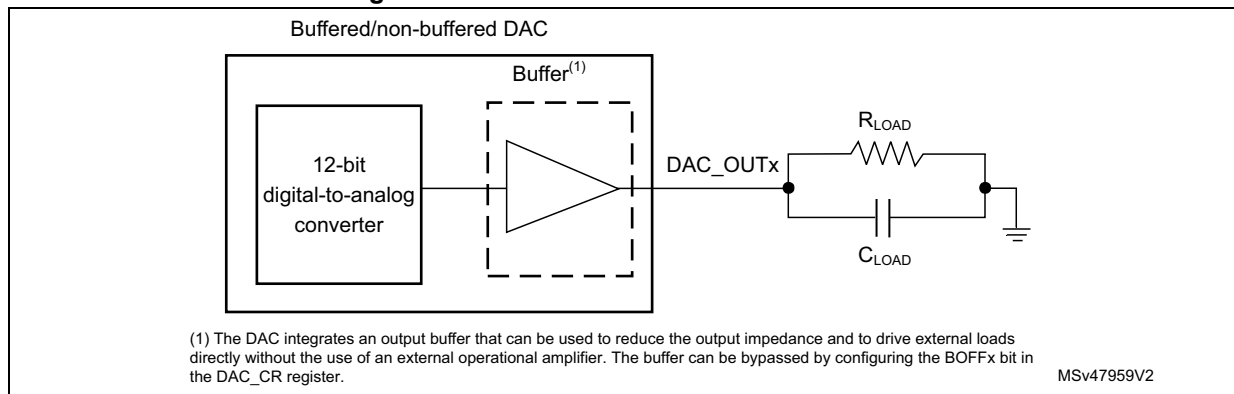 Buffered/non-buffered DAC
Buffer(1)
12-bit
digital-to-analog
converter
DAC_OUTx
RLOAD
CLOAD
(1) The DAC integrates an output buffer that can be used to reduce the output impedance and to drive external loads
directly without the use of an external operational amplifier. The buffer can be bypassed by configuring the BOFFx bit in
the DAC_CR register.
MSv47959V2